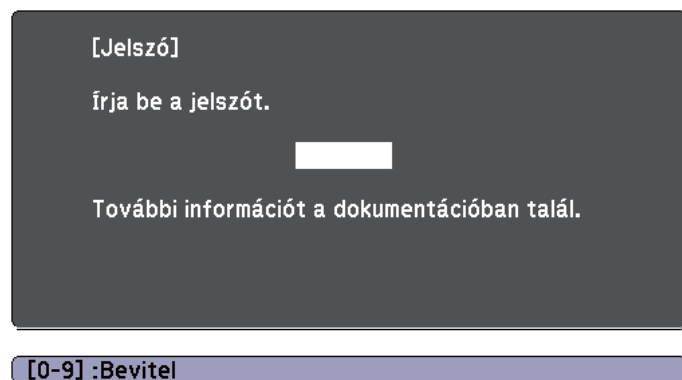 [Jelszó]
Írja be a jelszót.
További információt a dokumentációban talál.
[0-9] :Bevitel